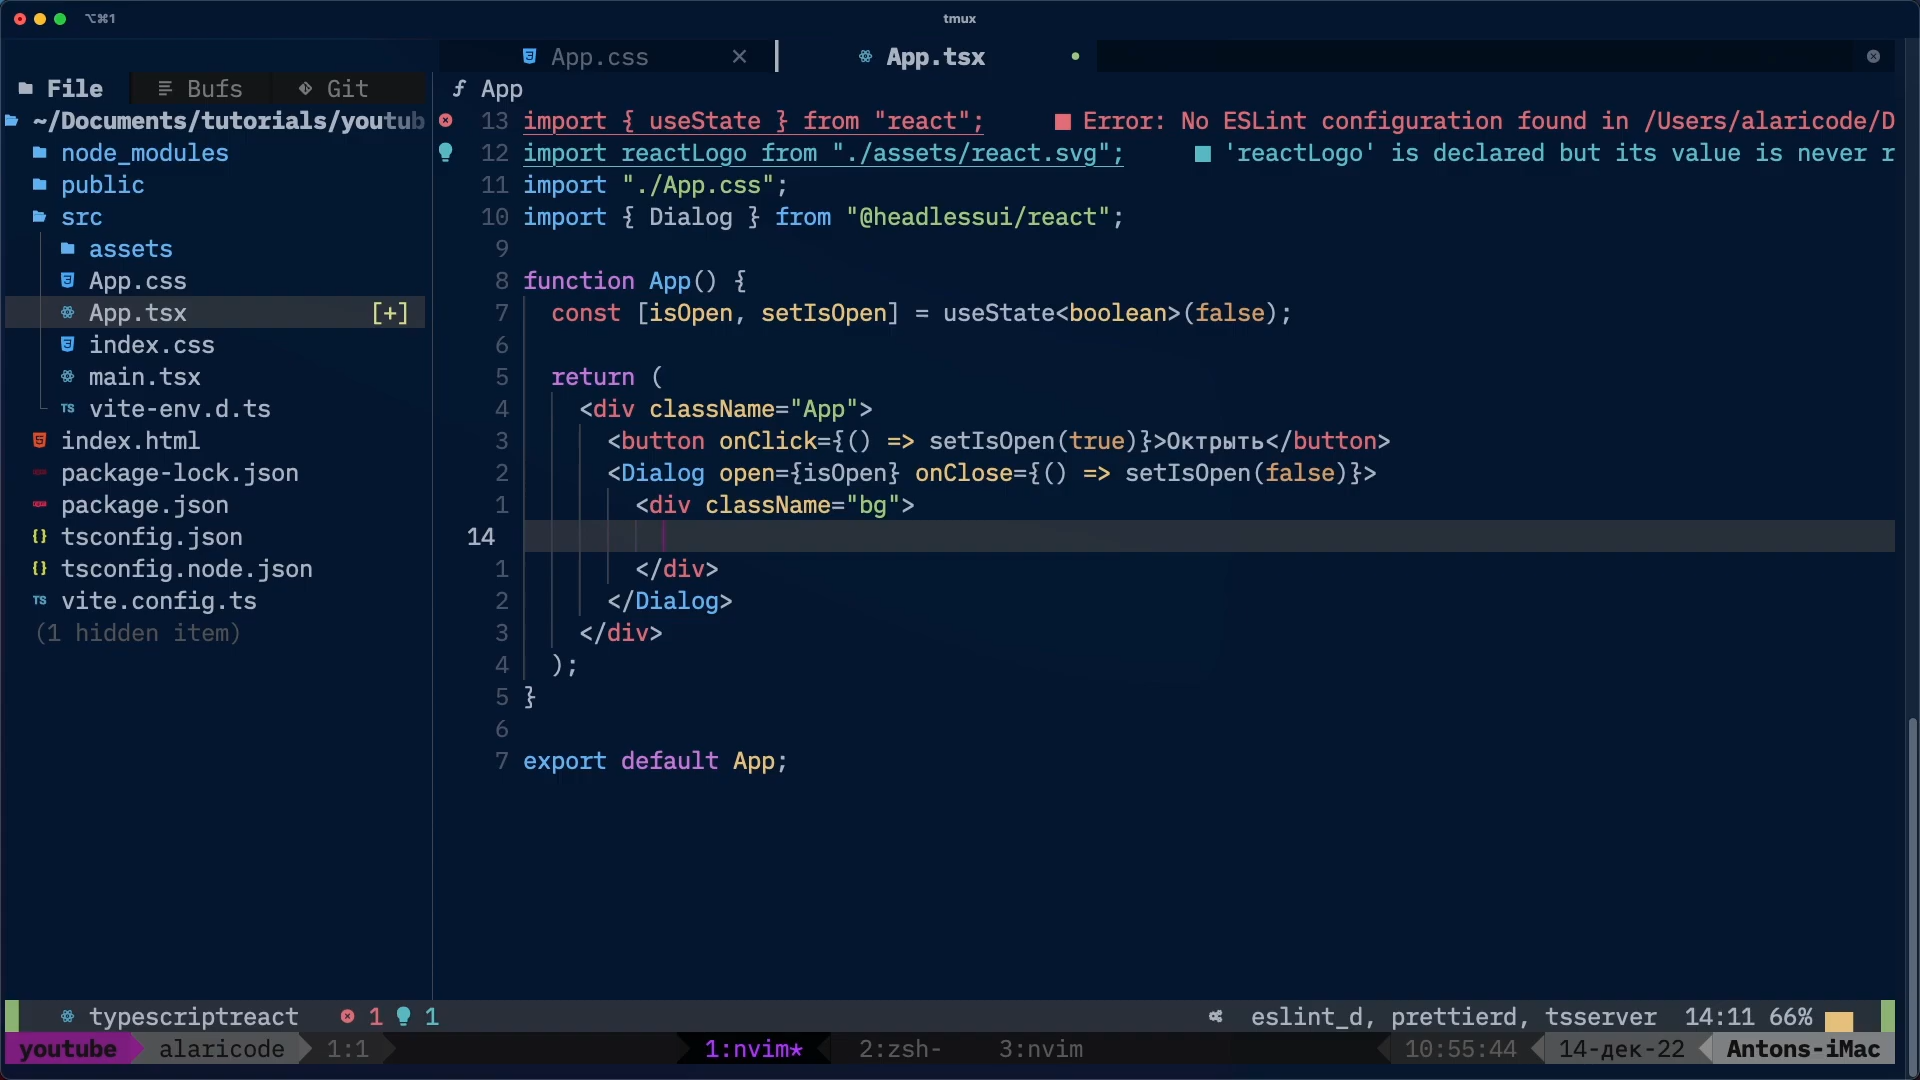 ⌥⌘1 tmux
App.css × App.tsx •
File Bufs Git
ƒ App
~/Documents/tutorials/youtub
node_modules
public
src
assets
App.css
App.tsx [+]
index.css
main.tsx
TS vite-env.d.ts
index.html
package-lock.json
package.json
{} tsconfig.json
{} tsconfig.node.json
TS vite.config.ts
(1 hidden item)
13 import { useState } from "react"; ■ Error: No ESLint configuration found in /Users/alaricode/D
12 import reactLogo from "./assets/react.svg"; ■ 'reactLogo' is declared but its value is never r
11 import "./App.css";
10 import { Dialog } from "@headlessui/react";
9
8 function App() {
7 const [isOpen, setIsOpen] = useState<boolean>(false);
6
5 return (
4 <div className="App">
3 <button onClick={() => setIsOpen(true)}>Октрыть</button>
2 <Dialog open={isOpen} onClose={() => setIsOpen(false)}>
1 <div className="bg">
14
1 </div>
2 </Dialog>
3 </div>
4 );
5 }
6
7 export default App;
typescriptreact 1 1 eslint_d, prettierd, tsserver 14:11 66%
youtube alaricode 1:1 1:nvim* 2:zsh- 3:nvim 10:55:44 14-дек-22 Antons-iMac